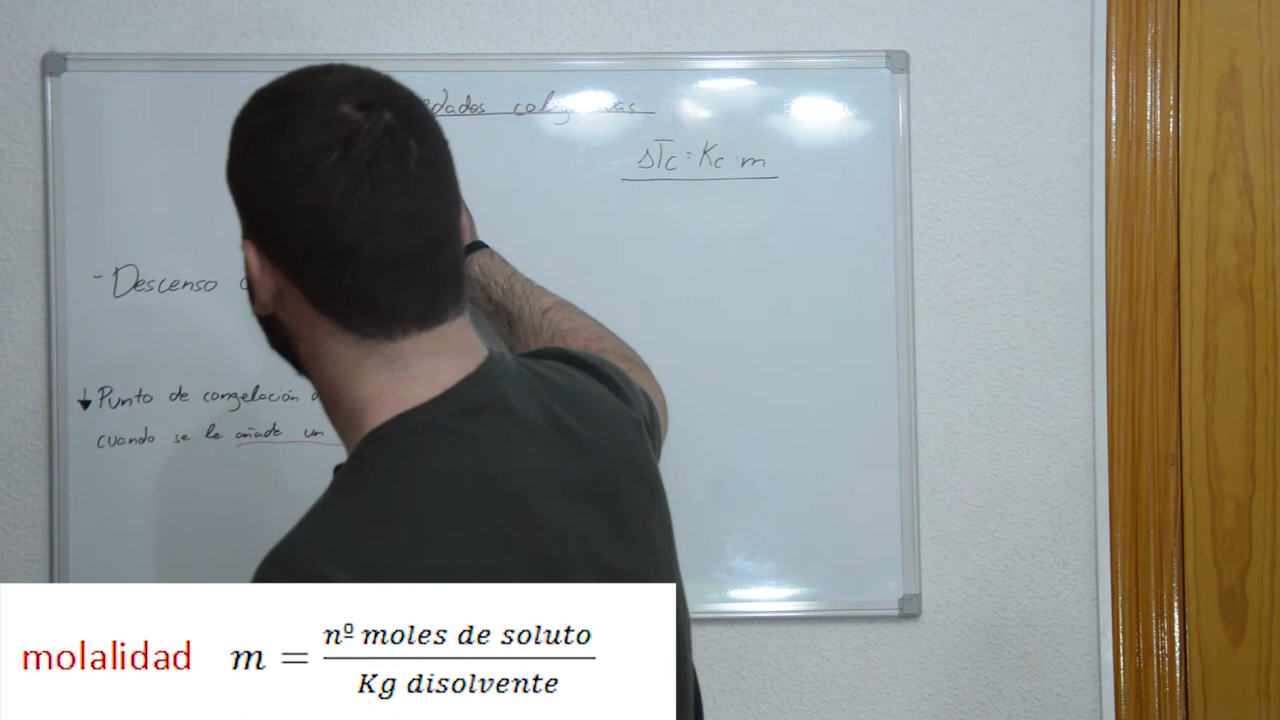 coligativas
ΔTc = Kc · m
- Descenso
↓ Punto de congelación
cuando se le añade un
molalidad m = nº moles de soluto
Kg disolvente